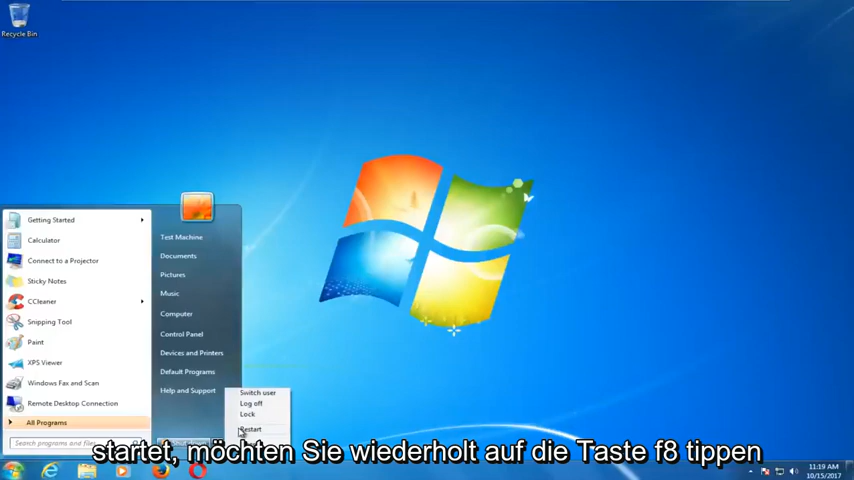 Recycle Bin
Getting Started
Calculator
Connect to a Projector
Sticky Notes
CCleaner
Snipping Tool
Paint
XPS Viewer
Windows Fax and Scan
Remote Desktop Connection
All Programs
Search programs and files
Test Machine
Documents
Pictures
Music
Computer
Control Panel
Devices and Printers
Default Programs
Help and Support
Switch user
Log off
Lock
Restart
startet, möchten Sie wiederholt auf die Taste f8 tippen
11:19 AM
10/15/2017